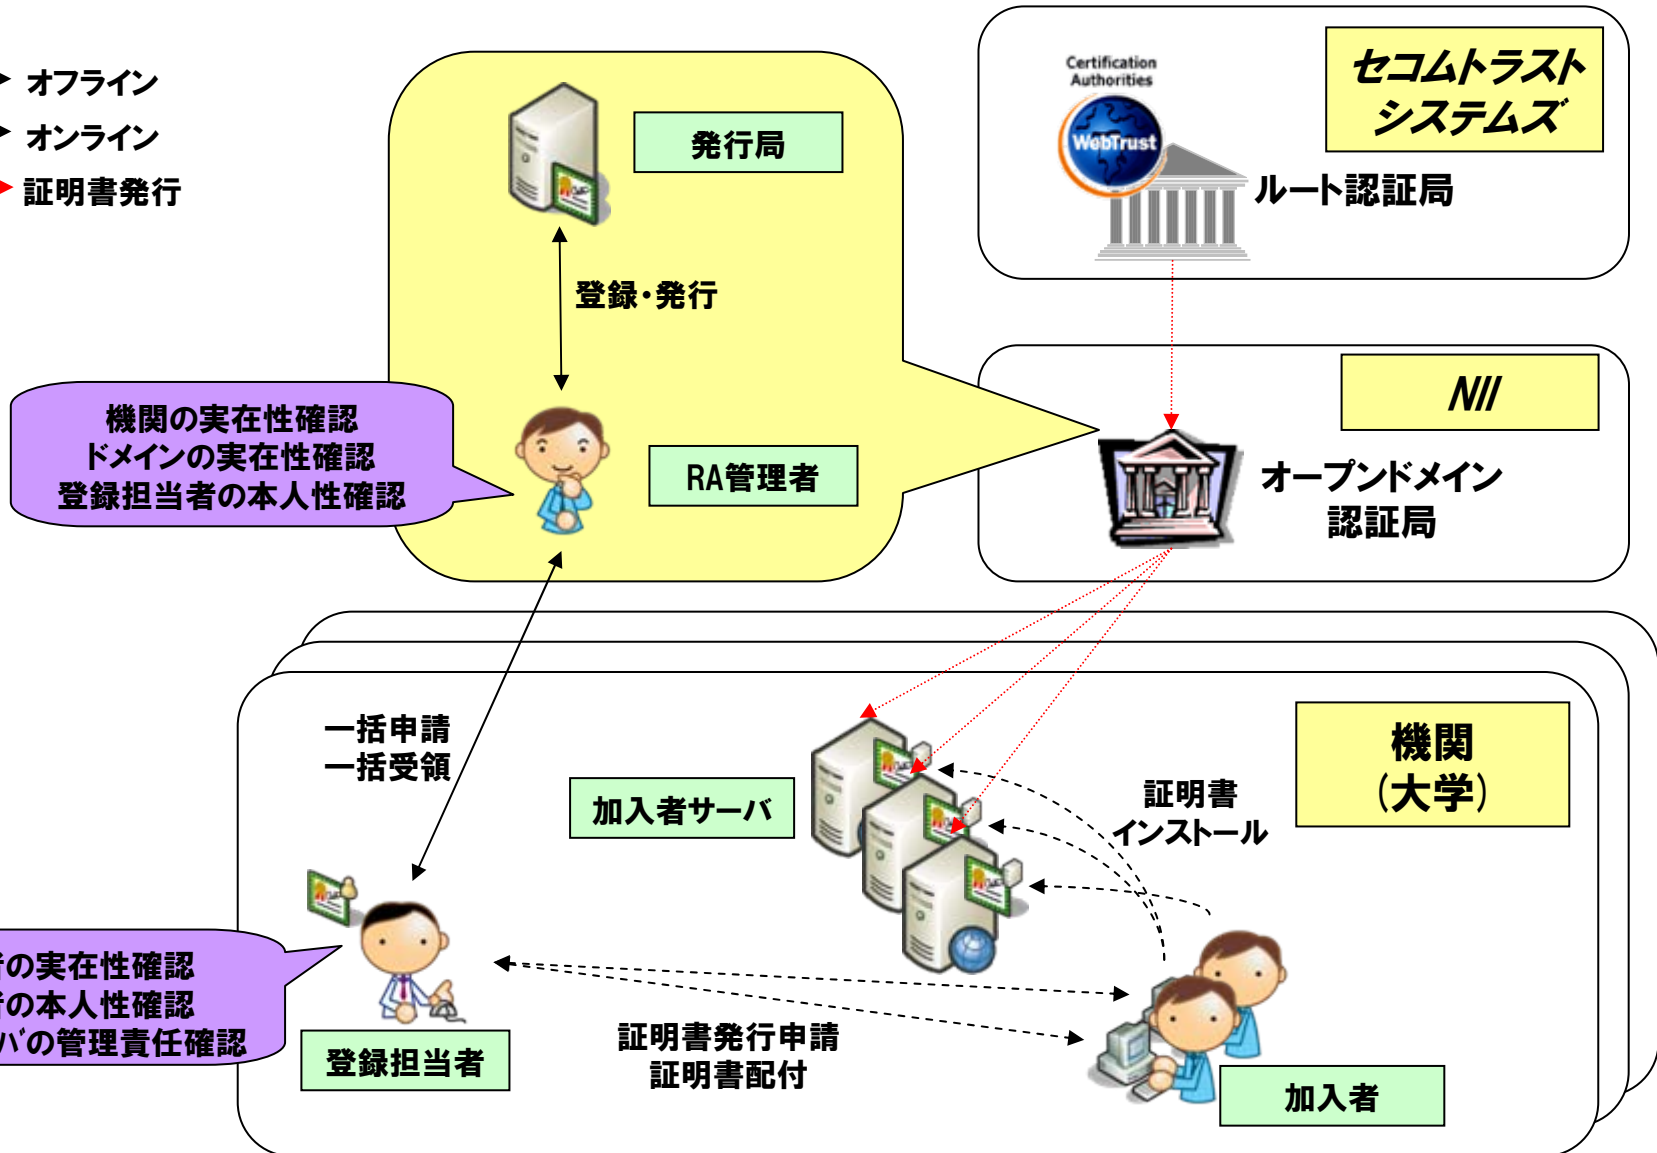 オフライン
オンライン
証明書発行
発行局
登録・発行
機関の実在性確認
ドメインの実在性確認
登録担当者の本人性確認
RA管理者
Certification
Authorities
WebTrust
セコムトラスト
システムズ
ルート認証局
NII
オープンドメイン
認証局
一括申請
一括受領
加入者サーバ
証明書
インストール
機関
(大学)
の実在性確認
の本人性確認
バの管理責任確認
登録担当者
証明書発行申請
証明書配付
加入者